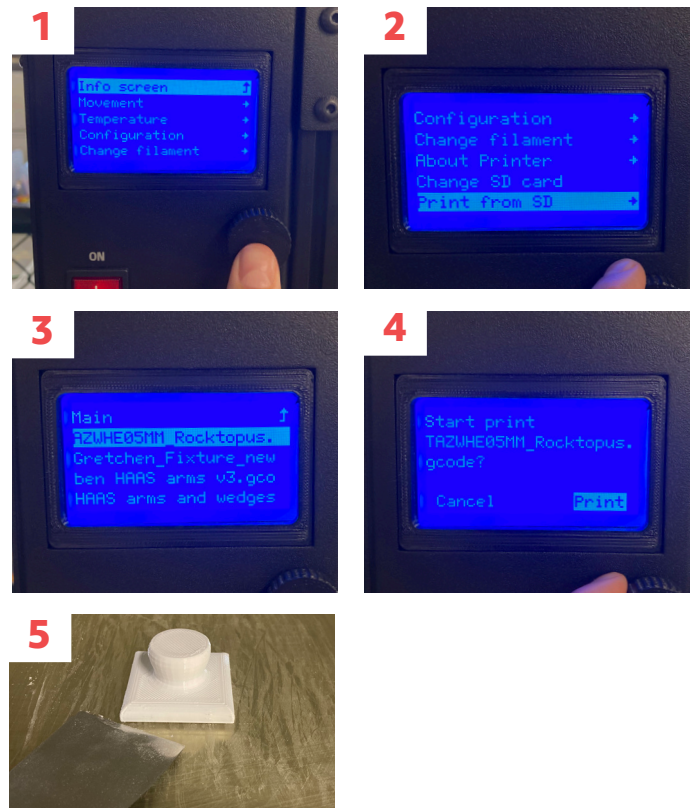 1
Info screen
Movement
Temperature
Configuration
Change filament
ON
2
Configuration
Change filament
About Printer
Change SD card
Print from SD
3
Main
AZWHE05MM_Rocktopus.
Gretchen_Fixture_new
ben HAAS arms v3.gco
HAAS arms and wedges
4
Start print
TAZWHE05MM_Rocktopus.
gcode?
Cancel Print
5